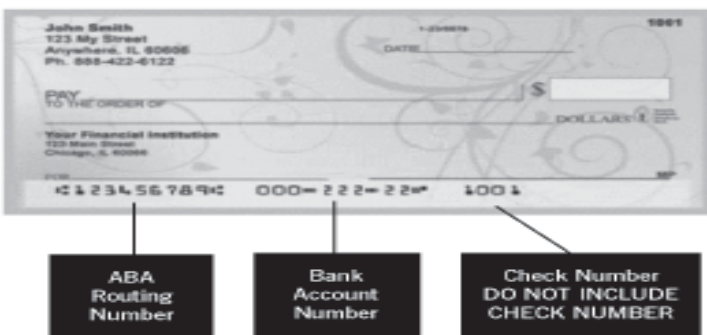 John Smith
1001
123 My Street
Anywhere, IL 60606
DATE
Ph. 888-422-6122
PAY
TO THE ORDER OF
$
DOLLARS
Your Financial Institution
123 Main Street
Chicago, IL 60066
FOR
MP
⑆123456789⑆ 000⑉222⑉22⑈ 1001
ABA
Routing
Number
Bank
Account
Number
Check Number
DO NOT INCLUDE
CHECK NUMBER